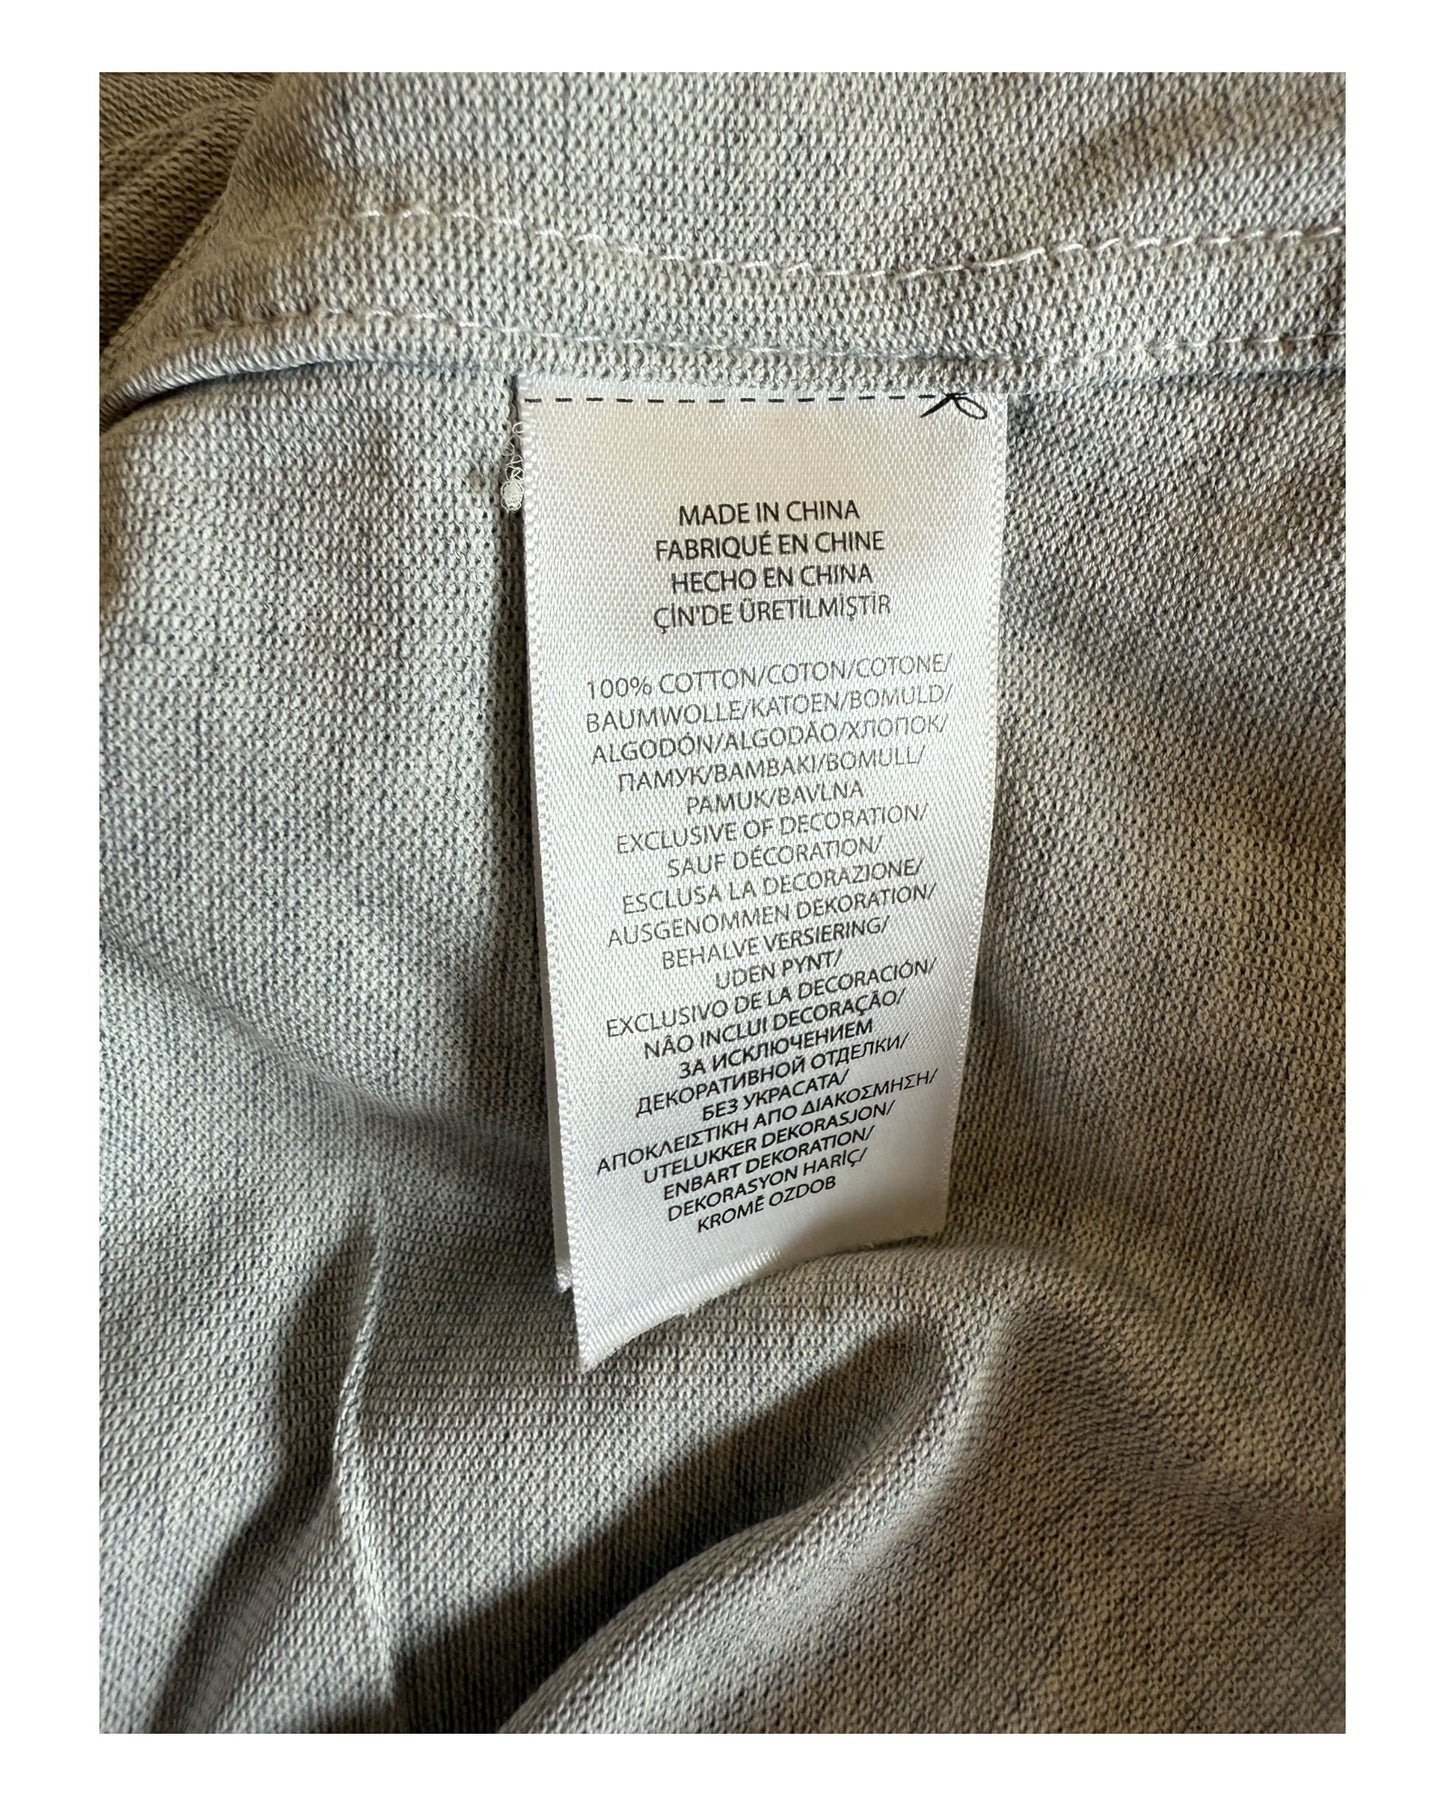 MADE IN CHINA
FABRIQUÉ EN CHINE
HECHO EN CHINA
ÇİN'DE ÜRETİLMİŞTİR
100% COTTON/COTON/COTONE/
BAUMWOLLE/KATOEN/BOMULD/
ALGODÓN/ALGODÃO/ХЛОПОК/
ПАМУК/BAMBAKI/BOMULL/
PAMUK/BAVLNA
EXCLUSIVE OF DECORATION/
SAUF DÉCORATION/
ESCLUSA LA DECORAZIONE/
AUSGENOMMEN DEKORATION/
BEHALVE VERSIERING/
UDEN PYNT/
EXCLUSIVO DE LA DECORACIÓN/
NÃO INCLUI DECORAÇÃO/
ЗА ИСКЛЮЧЕНИЕМ
ДЕКОРАТИВНОЙ ОТДЕЛКИ/
БЕЗ УКРАСАТА/
ΑΠΟΚΛΕΙΣΤΙΚΗ ΑΠΟ ΔΙΑΚΟΣΜΗΣΗ/
UTELUKKER DEKORASJON/
ENBART DEKORATION/
DEKORASYON HARİÇ/
KROMĚ OZDOB